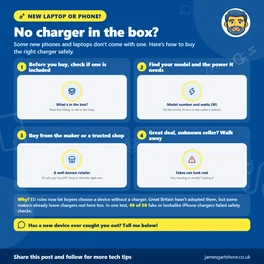 NEW LAPTOP OR PHONE?
No charger in the box?
Some new phones and laptops don't come with one. Here's how to buy
the right charger safely.
1 Before you buy, check if one is
included
What's in the box?
2 Find your model and the power it
needs
Model number and watts (W)
3 Buy from the maker or a trusted shop
A well-known retailer
4 Great deal, unknown seller? Walk
away
Fakes can look real
Why? EU rules now let buyers choose a device without a charger. Great Britain hasn't adopted them, but some
makers already leave chargers out here too. In one test, 49 of 50 fake or lookalike iPhone chargers failed safety
checks.
Has a new device ever caught you out? Tell me below!
Share this post and follow for more tech tips
jamesgartshore.co.uk